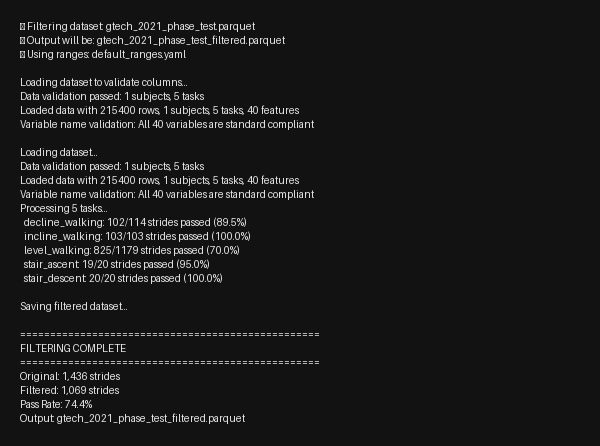 Filtering dataset: gtech_2021_phase_test.parquet
Output will be: gtech_2021_phase_test_filtered.parquet
Using ranges: default_ranges.yaml
Loading dataset to validate columns...
Data validation passed: 1 subjects, 5 tasks
Loaded data with 215400 rows, 1 subjects, 5 tasks, 40 features
Variable name validation: All 40 variables are standard compliant
Loading dataset...
Data validation passed: 1 subjects, 5 tasks
Loaded data with 215400 rows, 1 subjects, 5 tasks, 40 features
Variable name validation: All 40 variables are standard compliant
Processing 5 tasks...
decline_walking: 102/114 strides passed (89.5%)
incline_walking: 103/103 strides passed (100.0%)
level_walking: 825/1179 strides passed (70.0%)
stair_ascent: 19/20 strides passed (95.0%)
stair_descent: 20/20 strides passed (100.0%)
Saving filtered dataset...
==================================================
FILTERING COMPLETE
==================================================
Original: 1,436 strides
Filtered: 1,069 strides
Pass Rate: 74.4%
Output: gtech_2021_phase_test_filtered.parquet